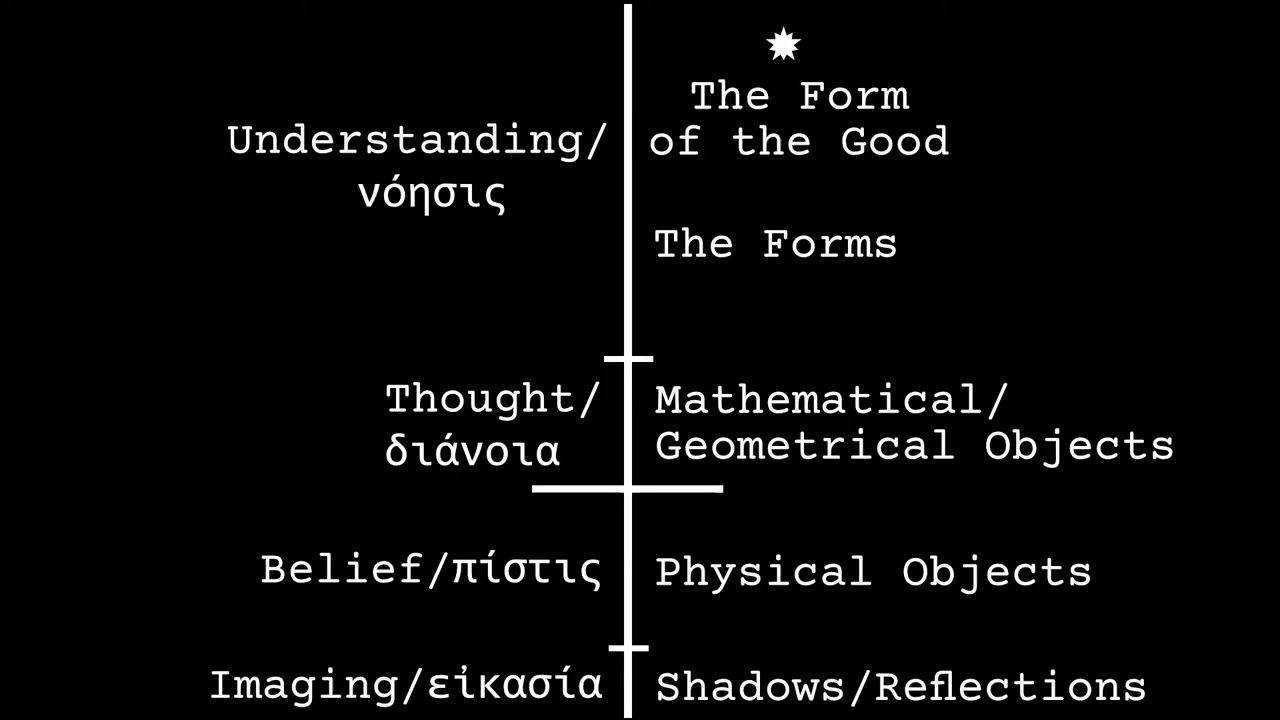 The Form
of the Good
Understanding/
νόησις
The Forms
Thought/
διάνοια
Mathematical/
Geometrical Objects
Belief/πίστις
Physical Objects
Imaging/εἰκασία
Shadows/Reflections